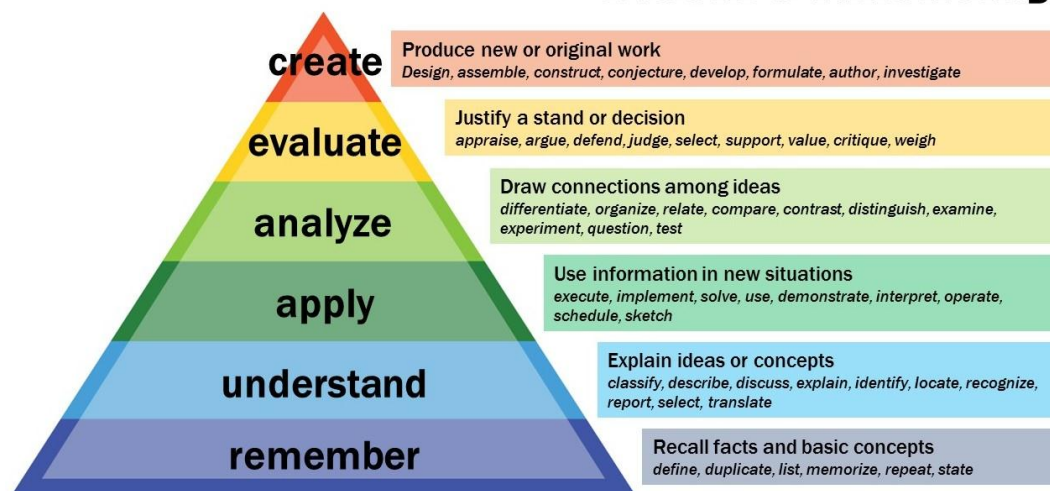 create
Produce new or original work
Design, assemble, construct, conjecture, develop, formulate, author, investigate
evaluate
Justify a stand or decision
appraise, argue, defend, judge, select, support, value, critique, weigh
analyze
Draw connections among ideas
differentiate, organize, relate, compare, contrast, distinguish, examine,
experiment, question, test
apply
Use information in new situations
execute, implement, solve, use, demonstrate, interpret, operate,
schedule, sketch
understand
Explain ideas or concepts
classify, describe, discuss, explain, identify, locate, recognize,
report, select, translate
remember
Recall facts and basic concepts
define, duplicate, list, memorize, repeat, state